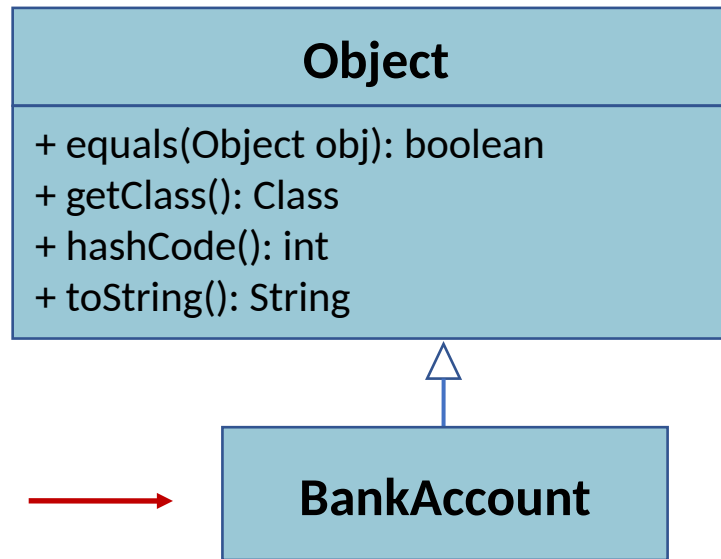 Object
+ equals(Object obj): boolean
+ getClass(): Class
+ hashCode(): int
+ toString(): String
BankAccount